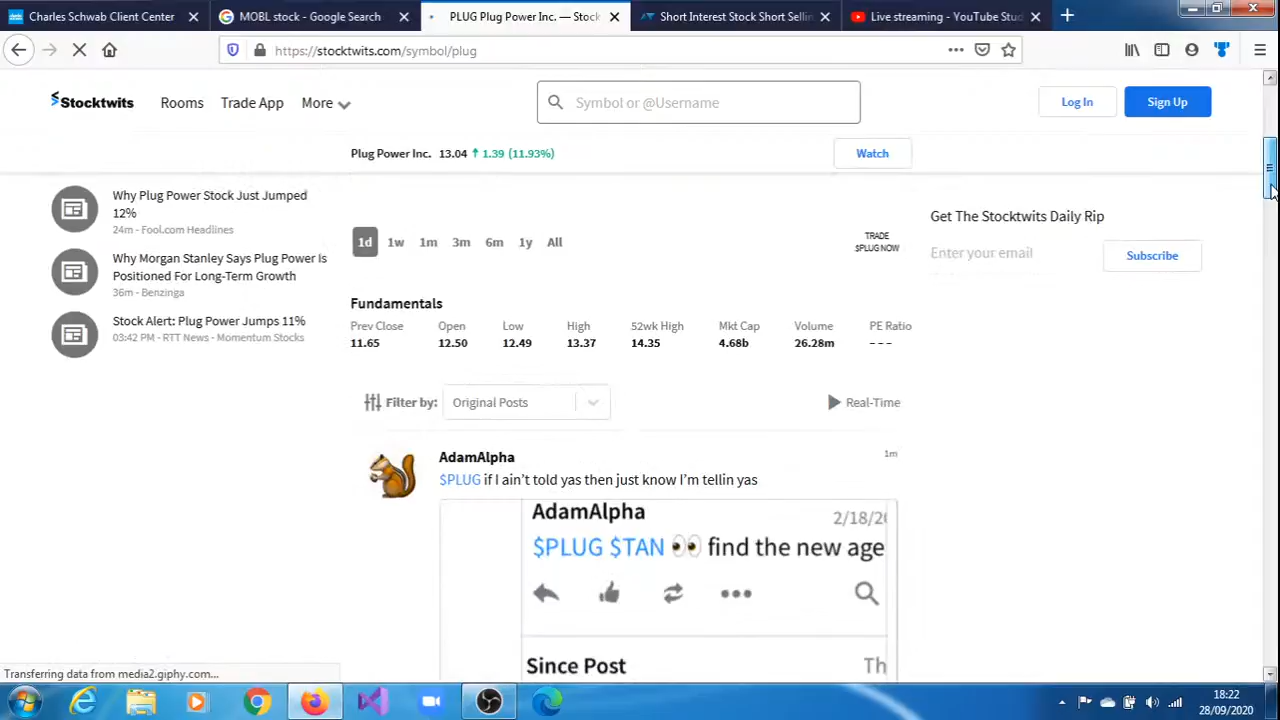 Charles Schwab Client Center
MOBL stock - Google Search
PLUG Plug Power Inc. — Stock
Short Interest Stock Short Sellin
Live streaming - YouTube Stud
https://stocktwits.com/symbol/plug
Stocktwits
Rooms
Trade App
More
Symbol or @Username
Log In
Sign Up
Plug Power Inc. 13.04 ↑ 1.39 (11.93%)
Watch
Why Plug Power Stock Just Jumped
12%
24m - Fool.com Headlines
Why Morgan Stanley Says Plug Power Is
Positioned For Long-Term Growth
36m - Benzinga
Stock Alert: Plug Power Jumps 11%
03:42 PM - RTT News - Momentum Stocks
1d 1w 1m 3m 6m 1y All
TRADE
$PLUG NOW
Fundamentals
Prev Close Open Low High 52wk High Mkt Cap Volume PE Ratio
11.65 12.50 12.49 13.37 14.35 4.68b 26.28m ---
Filter by: Original Posts
Real-Time
AdamAlpha
1m
$PLUG if I ain't told yas then just know I'm tellin yas
AdamAlpha
2/18/20
$PLUG $TAN 👀 find the new age
Since Post
Th
Get The Stocktwits Daily Rip
Enter your email
Subscribe
Transferring data from media2.giphy.com...
18:22
28/09/2020